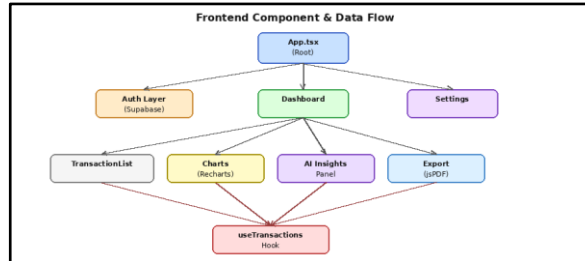 Frontend Component & Data Flow
App.tsx
(Root)
Auth Layer
(Supabase)
Dashboard
Settings
TransactionList
Charts
(Recharts)
AI Insights
Panel
Export
(jsPDF)
useTransactions
Hook